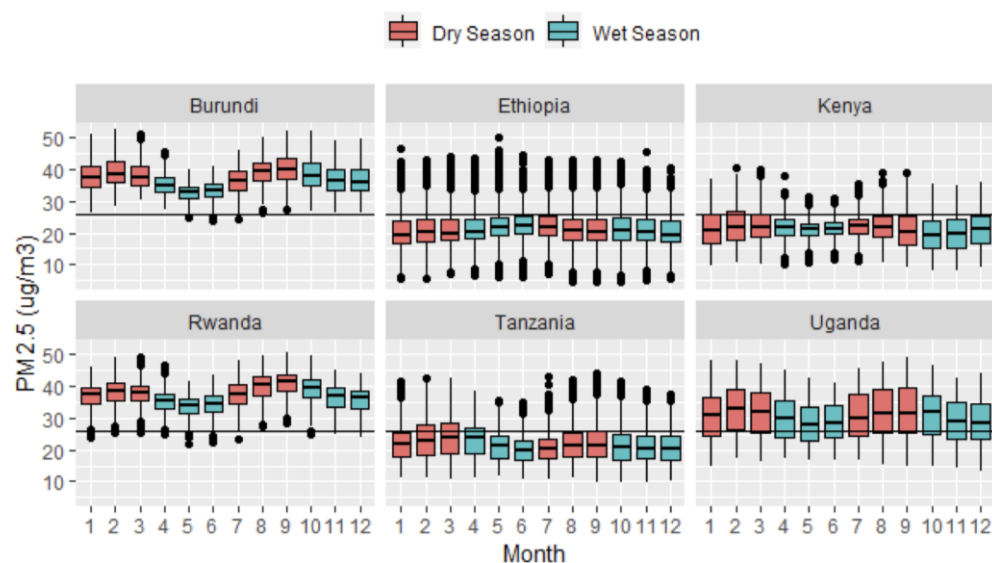 Dry Season Wet Season
Burundi Ethiopia Kenya
50
40
30
20
10
Rwanda Tanzania Uganda
50
40
30
20
10
PM2.5 (ug/m3)
1 2 3 4 5 6 7 8 9 10 11 12 1 2 3 4 5 6 7 8 9 10 11 12 1 2 3 4 5 6 7 8 9 10 11 12
Month